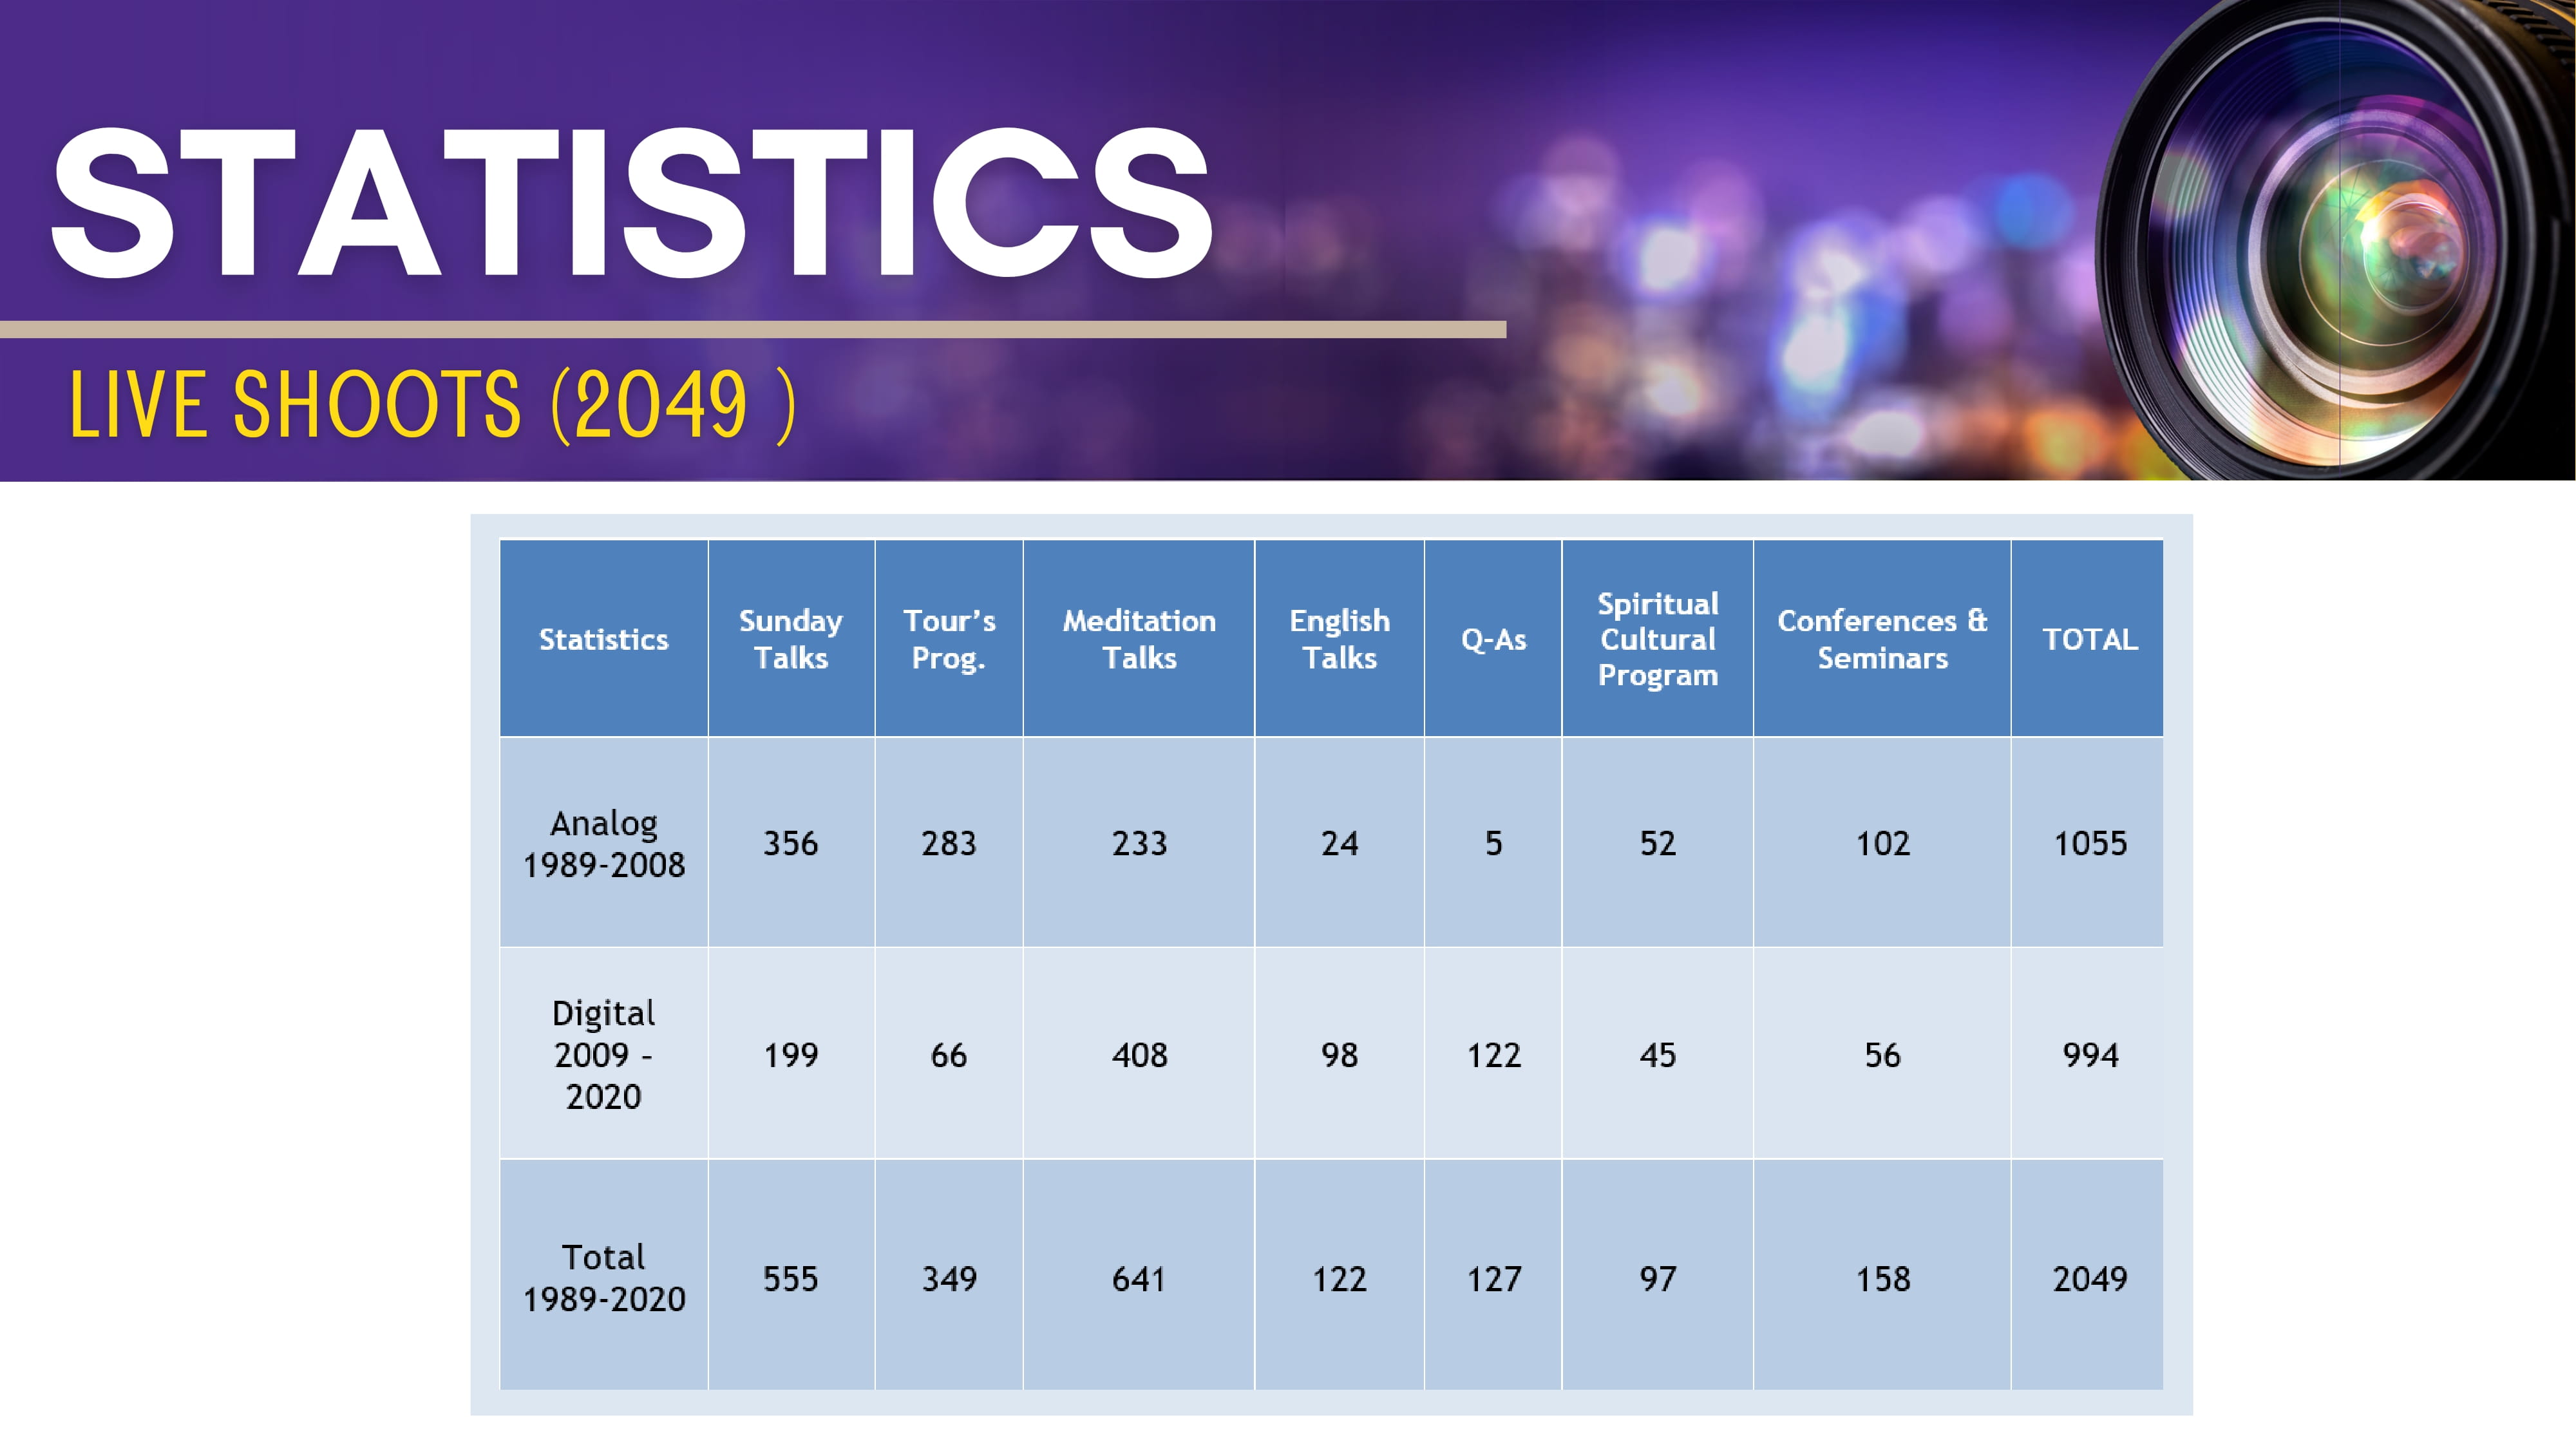 STATISTICS
LIVE SHOOTS (2049 )
Statistics
Sunday
Talks
Tour's
Prog.
Meditation
Talks
English
Talks
Q-As
Spiritual
Cultural
Program
Conferences &
Seminars
TOTAL
Analog
1989-2008
356
283
233
24
5
52
102
1055
Digital
2009 -
2020
199
66
408
98
122
45
56
994
Total
1989-2020
555
349
641
122
127
97
158
2049